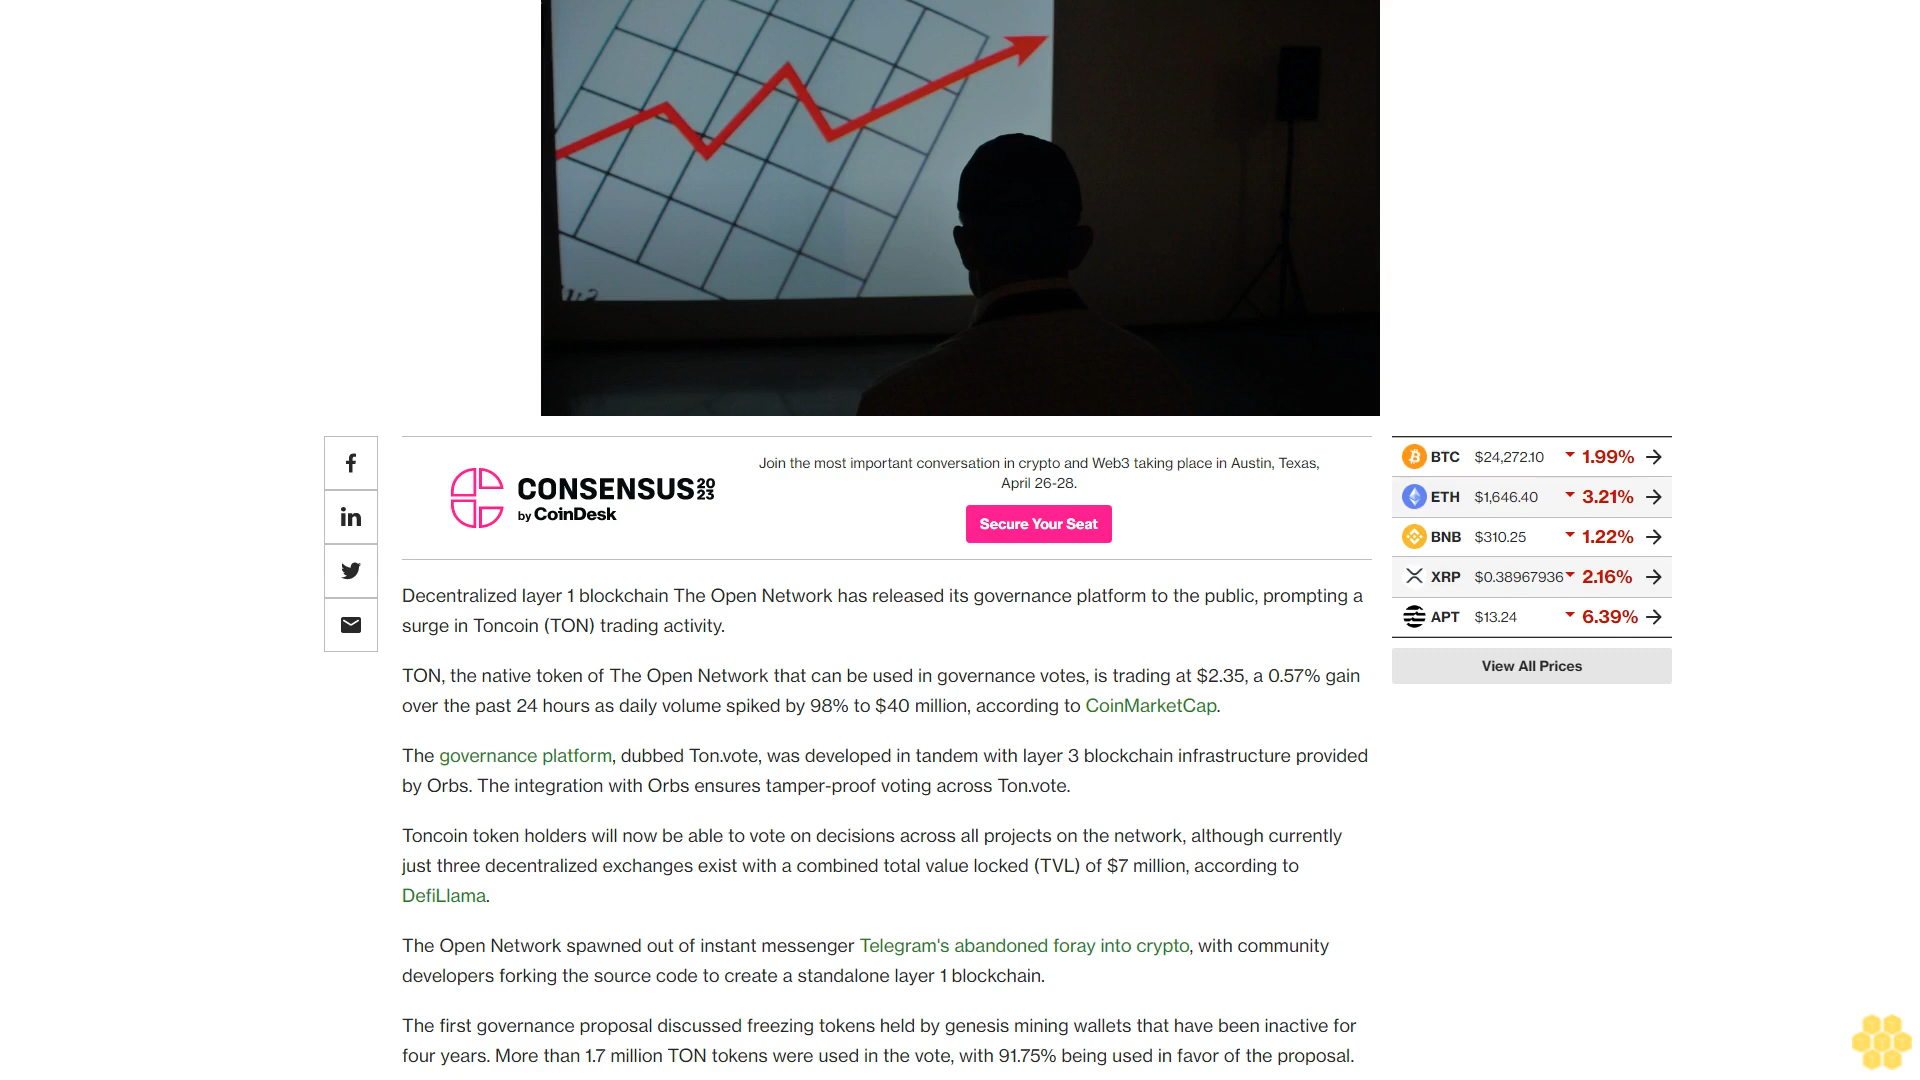 CONSENSUS 20 23
by CoinDesk
Join the most important conversation in crypto and Web3 taking place in Austin, Texas,
April 26-28.
Secure Your Seat
Decentralized layer 1 blockchain The Open Network has released its governance platform to the public, prompting a
surge in Toncoin (TON) trading activity.
TON, the native token of The Open Network that can be used in governance votes, is trading at $2.35, a 0.57% gain
over the past 24 hours as daily volume spiked by 98% to $40 million, according to CoinMarketCap.
The governance platform, dubbed Ton.vote, was developed in tandem with layer 3 blockchain infrastructure provided
by Orbs. The integration with Orbs ensures tamper-proof voting across Ton.vote.
Toncoin token holders will now be able to vote on decisions across all projects on the network, although currently
just three decentralized exchanges exist with a combined total value locked (TVL) of $7 million, according to
DefiLlama.
The Open Network spawned out of instant messenger Telegram's abandoned foray into crypto, with community
developers forking the source code to create a standalone layer 1 blockchain.
The first governance proposal discussed freezing tokens held by genesis mining wallets that have been inactive for
four years. More than 1.7 million TON tokens were used in the vote, with 91.75% being used in favor of the proposal.
BTC $24,272.10 1.99%
ETH $1,646.40 3.21%
BNB $310.25 1.22%
XRP $0.38967936 2.16%
APT $13.24 6.39%
View All Prices